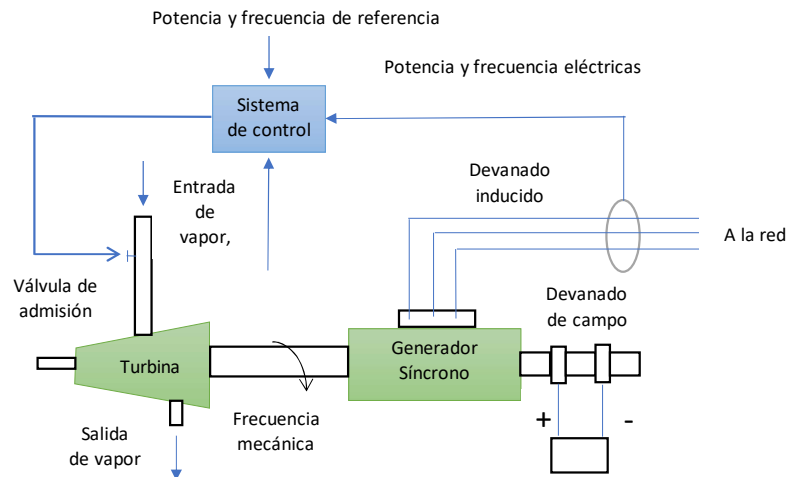 Potencia y frecuencia de referencia
Potencia y frecuencia eléctricas
Sistema
de control
Entrada
de
vapor,
Devanado
inducido
A la red
Válvula de
admisión
Devanado
de campo
Turbina
Generador
Síncrono
Frecuencia
mecánica
Salida
de vapor
+
-